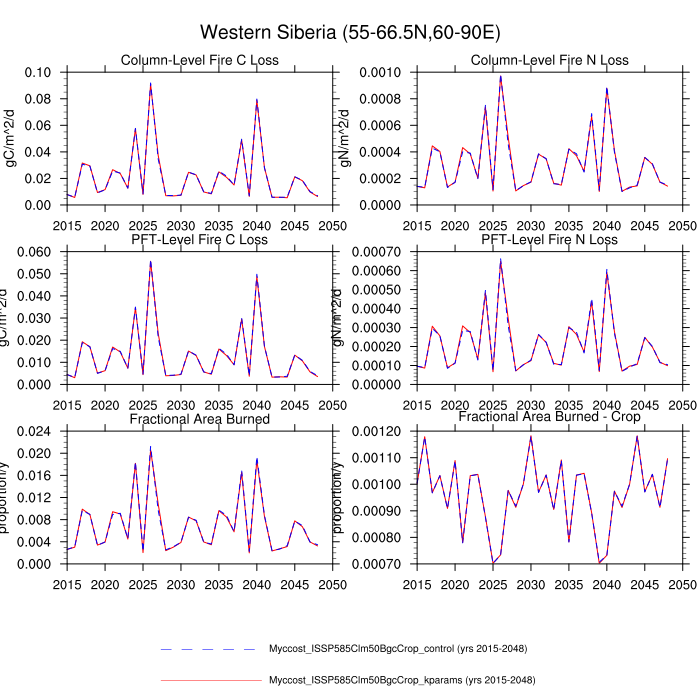 Western Siberia (55-66.5N,60-90E)
Column-Level Fire C Loss
gC/m^2/d
0.10
0.08
0.06
0.04
0.02
0.00
2015 2020 2025 2030 2035 2040 2045 2050
Column-Level Fire N Loss
gN/m^2/d
0.0010
0.0008
0.0006
0.0004
0.0002
0.0000
2015 2020 2025 2030 2035 2040 2045 2050
PFT-Level Fire C Loss
gC/m^2/d
0.060
0.050
0.040
0.030
0.020
0.010
0.000
2015 2020 2025 2030 2035 2040 2045 2050
PFT-Level Fire N Loss
gN/m^2/d
0.00070
0.00060
0.00050
0.00040
0.00030
0.00020
0.00010
0.00000
2015 2020 2025 2030 2035 2040 2045 2050
Fractional Area Burned
proportion/y
0.024
0.020
0.016
0.012
0.008
0.004
0.000
2015 2020 2025 2030 2035 2040 2045 2050
Fractional Area Burned - Crop
proportion/y
0.00120
0.00110
0.00100
0.00090
0.00080
0.00070
2015 2020 2025 2030 2035 2040 2045 2050
Myccost_ISSP585Clm50BgcCrop_control (yrs 2015-2048)
Myccost_ISSP585Clm50BgcCrop_kparams (yrs 2015-2048)